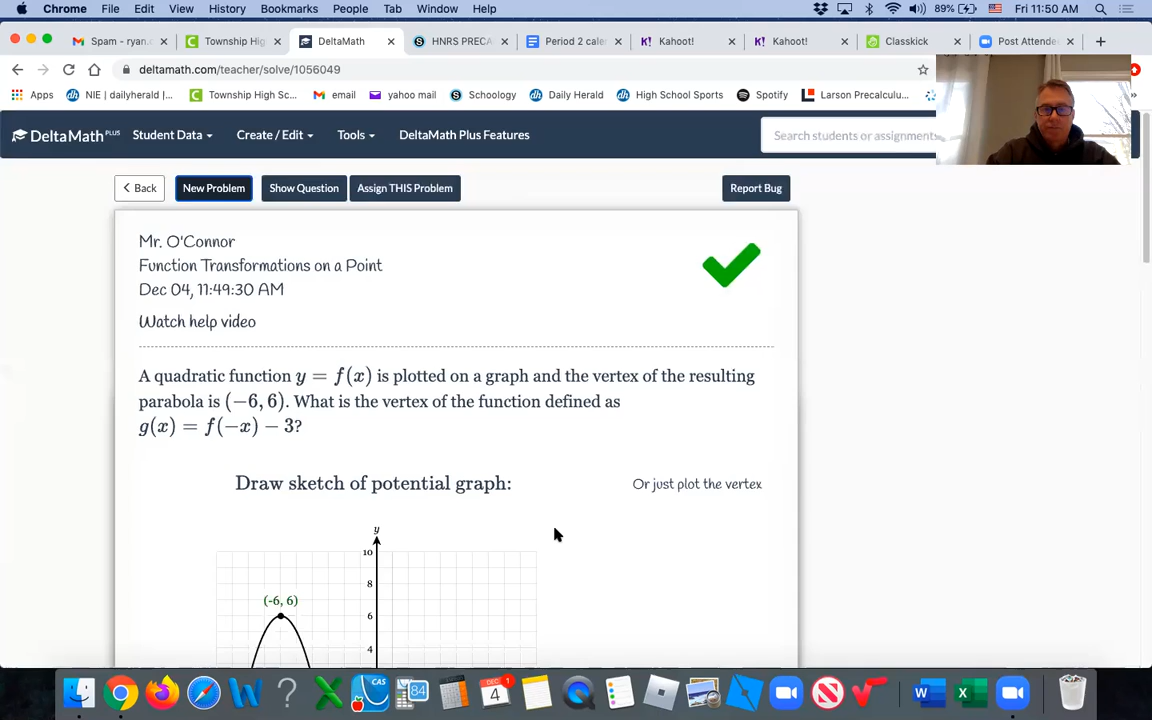 Chrome File Edit View History Bookmarks People Tab Window Help 89% Fri 11:50 AM
Spam - ryan. Township Hig DeltaMath HNRS PRECA Period 2 caler Kahoot! Kahoot! Classkick Post Attende
deltamath.com/teacher/solve/1056049
Apps NIE | dailyherald |... Township High Sc... email yahoo mail Schoology Daily Herald High School Sports Spotify Larson Precalculu...
DeltaMath PLUS Student Data Create / Edit Tools DeltaMath Plus Features Search students or assignments
Back New Problem Show Question Assign THIS Problem Report Bug
Mr. O'Connor
Function Transformations on a Point
Dec 04, 11:49:30 AM
Watch help video
A quadratic function y = f(x) is plotted on a graph and the vertex of the resulting
parabola is (−6, 6). What is the vertex of the function defined as
g(x) = f(−x) − 3?
Draw sketch of potential graph: Or just plot the vertex
y
10
8
(-6, 6)
6
4
CAS
84
DEC
4
1